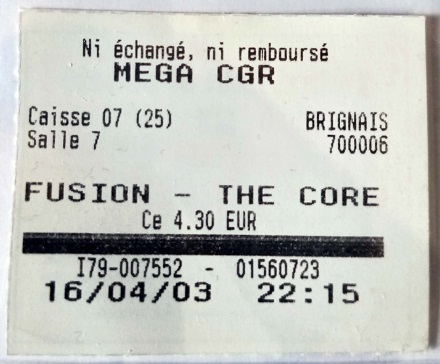 Ni échangé, ni remboursé
MEGA CGR
Caisse 07 (25) BRIGNAIS
Salle 7 700006
FUSION - THE CORE
Ce 4.30 EUR
I79-007552 - 01560723
16/04/03 22:15